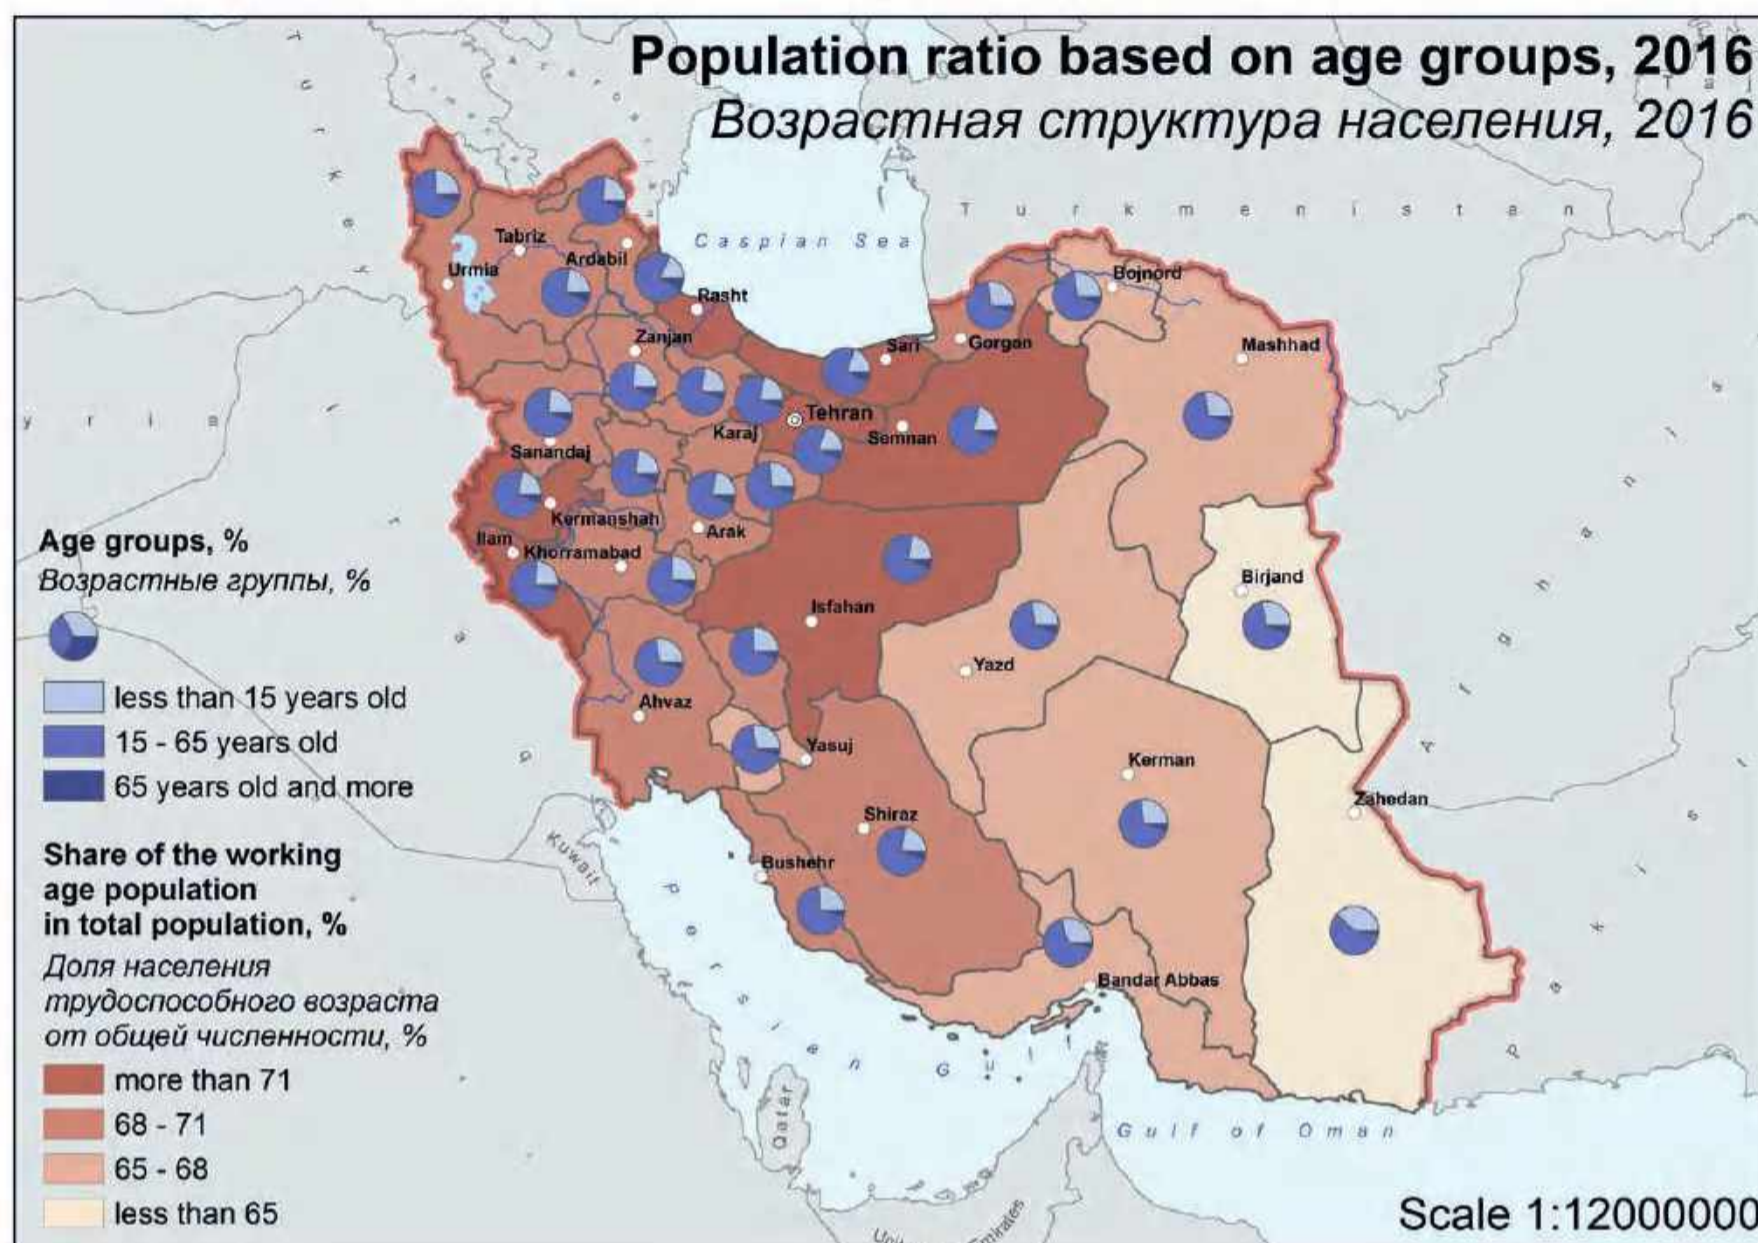 Population ratio based on age groups, 2016
Возрастная структура населения, 2016
Turkey
Caspian Sea
Turkmenistan
Tabriz
Ardabil
Urmia
Rasht
Bojnord
Zanjan
Sari
Gorgan
Mashhad
Tehran
Karaj
Semnan
Sanandaj
Kermanshah
Arak
Ilam
Khorramabad
Birjand
Isfahan
Yazd
Ahvaz
Yasuj
Kerman
Shiraz
Zahedan
Bushehr
Bandar Abbas
Kuwait
Persian Gulf
Qatar
Gulf of Oman
Age groups, %
Возрастные группы, %
less than 15 years old
15 - 65 years old
65 years old and more
Share of the working
age population
in total population, %
Доля населения
трудоспособного возраста
от общей численности, %
more than 71
68 - 71
65 - 68
less than 65
Scale 1:12000000